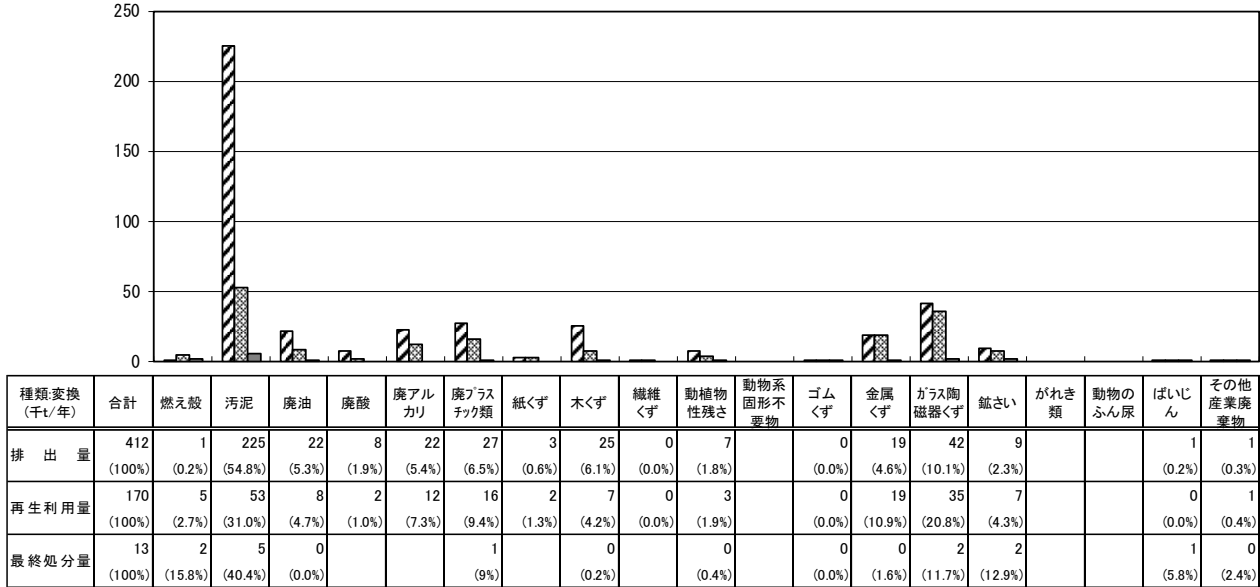 250
200
150
100
50
0
種類:変換 (千t/年) 合計 燃え殻 汚泥 廃油 廃酸 廃アルカリ 廃プラスチック類 紙くず 木くず 繊維くず 動植物性残さ 動物系固形不要物 ゴムくず 金属くず ガラス陶磁器くず 鉱さい がれき類 動物のふん尿 ばいじん その他産業廃棄物
排出量 412 1 225 22 8 22 27 3 25 0 7 0 19 42 9 1 1
(100%) (0.2%) (54.8%) (5.3%) (1.9%) (5.4%) (6.5%) (0.6%) (6.1%) (0.0%) (1.8%) (0.0%) (4.6%) (10.1%) (2.3%) (0.2%) (0.3%)
再生利用量 170 5 53 8 2 12 16 2 7 0 3 0 19 35 7 0 1
(100%) (2.7%) (31.0%) (4.7%) (1.0%) (7.3%) (9.4%) (1.3%) (4.2%) (0.0%) (1.9%) (0.0%) (10.9%) (20.8%) (4.3%) (0.0%) (0.4%)
最終処分量 13 2 5 0 1 0 0 0 0 2 2 1 0
(100%) (15.8%) (40.4%) (0.0%) (9%) (0.2%) (0.4%) (0.0%) (1.6%) (11.7%) (12.9%) (5.8%) (2.4%)